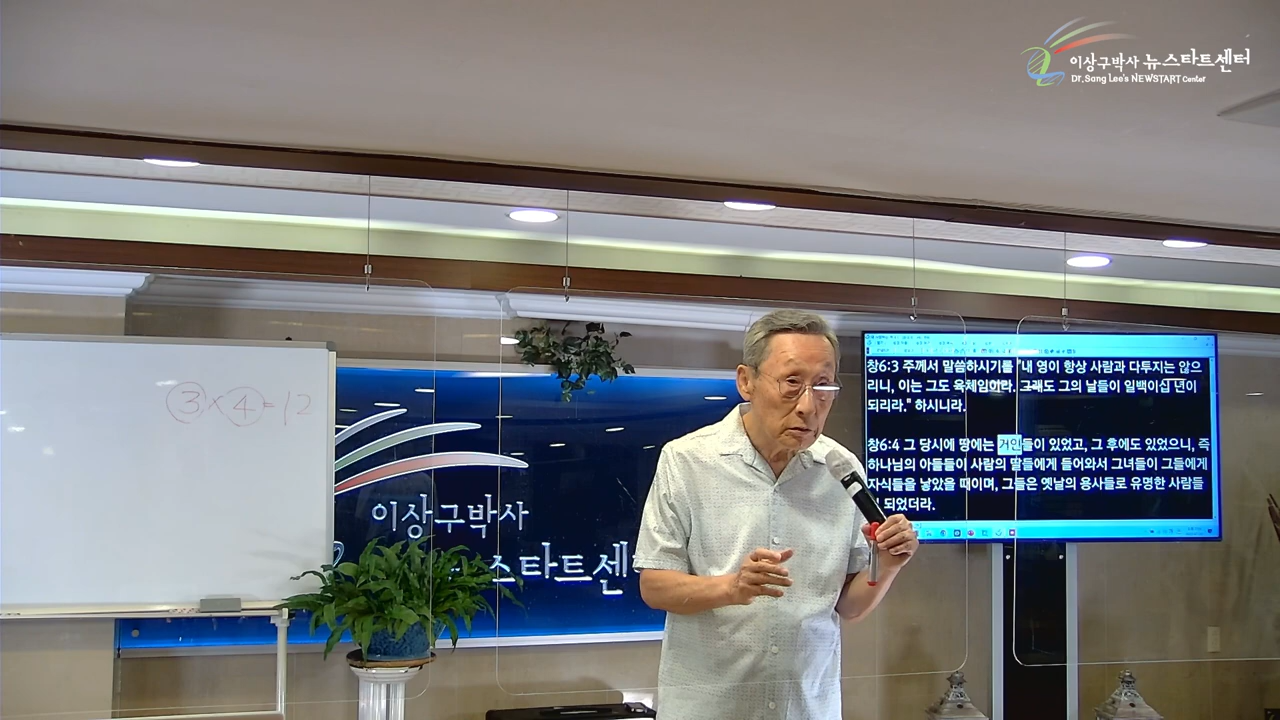 이상구박사 뉴스타트센터
Dr. Sang Lee's NEWSTART Center
3×4=12
이상구박사
스타트센
창6:3 주께서 말씀하시기를 "내 영이 항상 사람과 다투지는 않으
리니, 이는 그도 육체임이라. 그래도 그의 날들이 일백이십 년이
되리라." 하시니라.
창6:4 그 당시에 땅에는 거인들이 있었고, 그 후에도 있었으니, 즉
하나님의 아들들이 사람의 딸들에게 들어와서 그녀들이 그들에게
자식들을 낳았을 때이며, 그들은 옛날의 용사들로 유명한 사람들
되었더라.